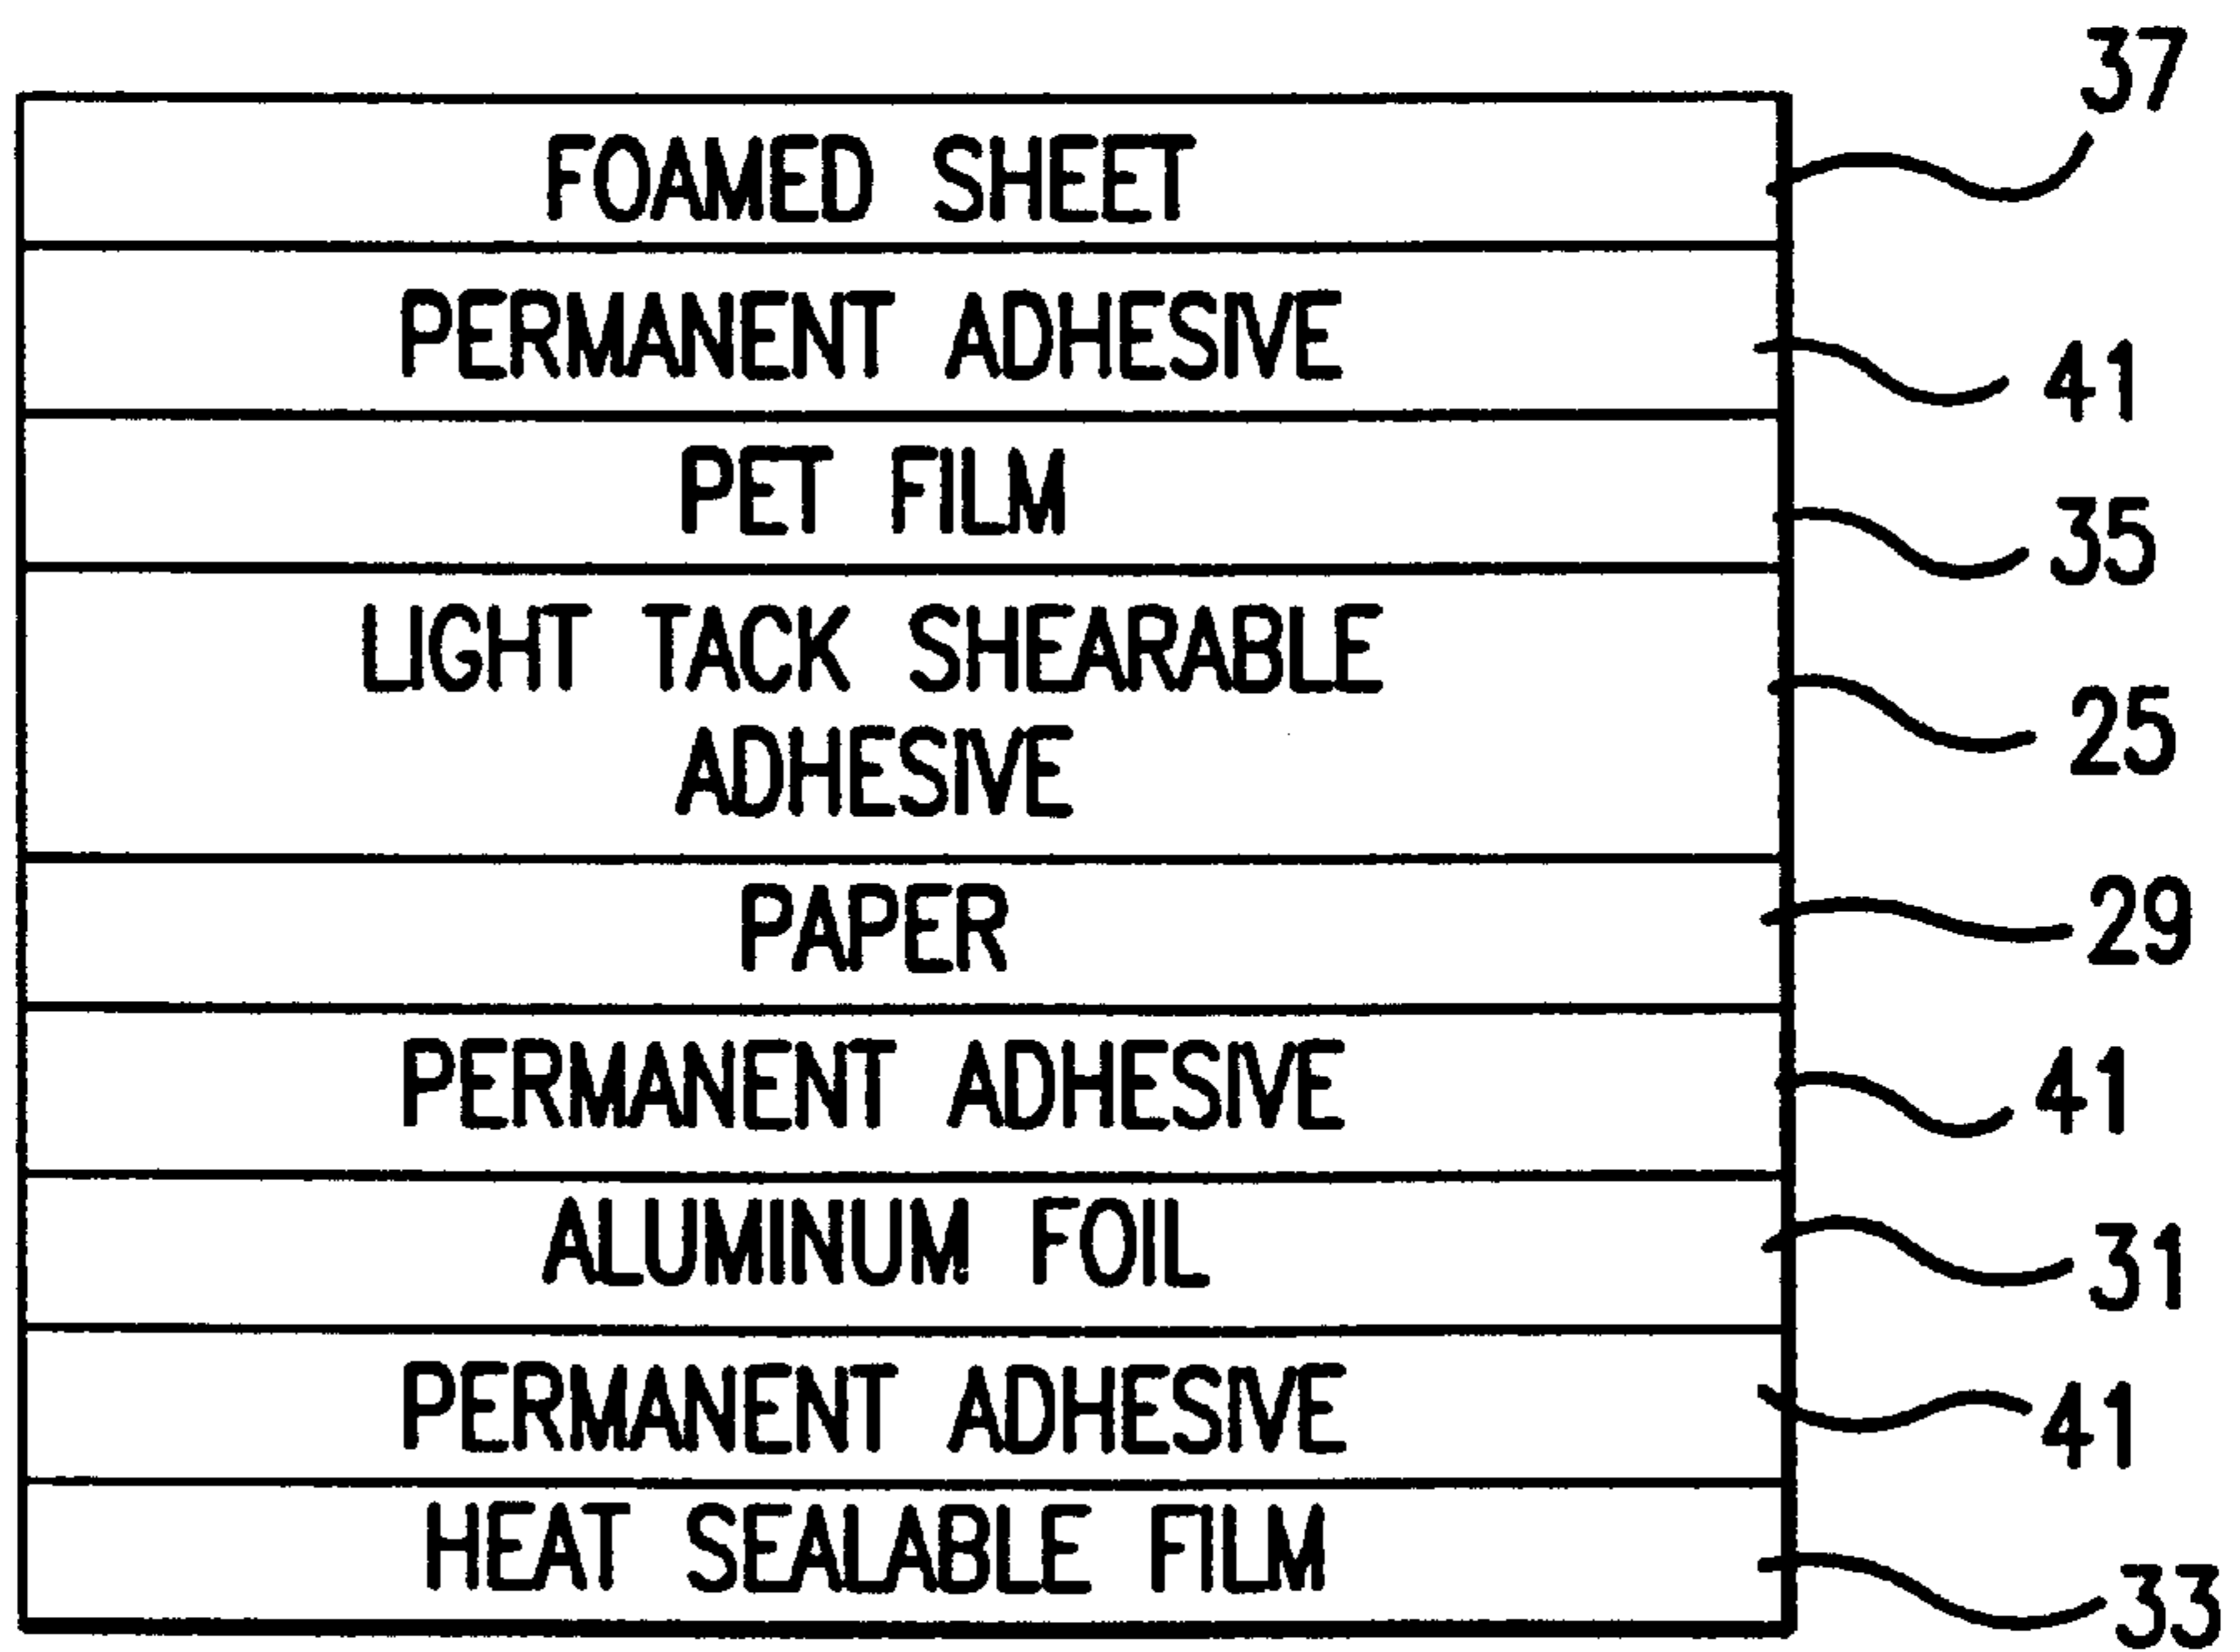 37
FOAMED SHEET
PERMANENT ADHESIVE
41
PET FILM
35
LIGHT TACK SHEARABLE
25
ADHESIVE
PAPER
29
PERMANENT ADHESIVE
41
ALUMINUM FOIL
31
PERMANENT ADHESIVE
41
HEAT SEALABLE FILM
33